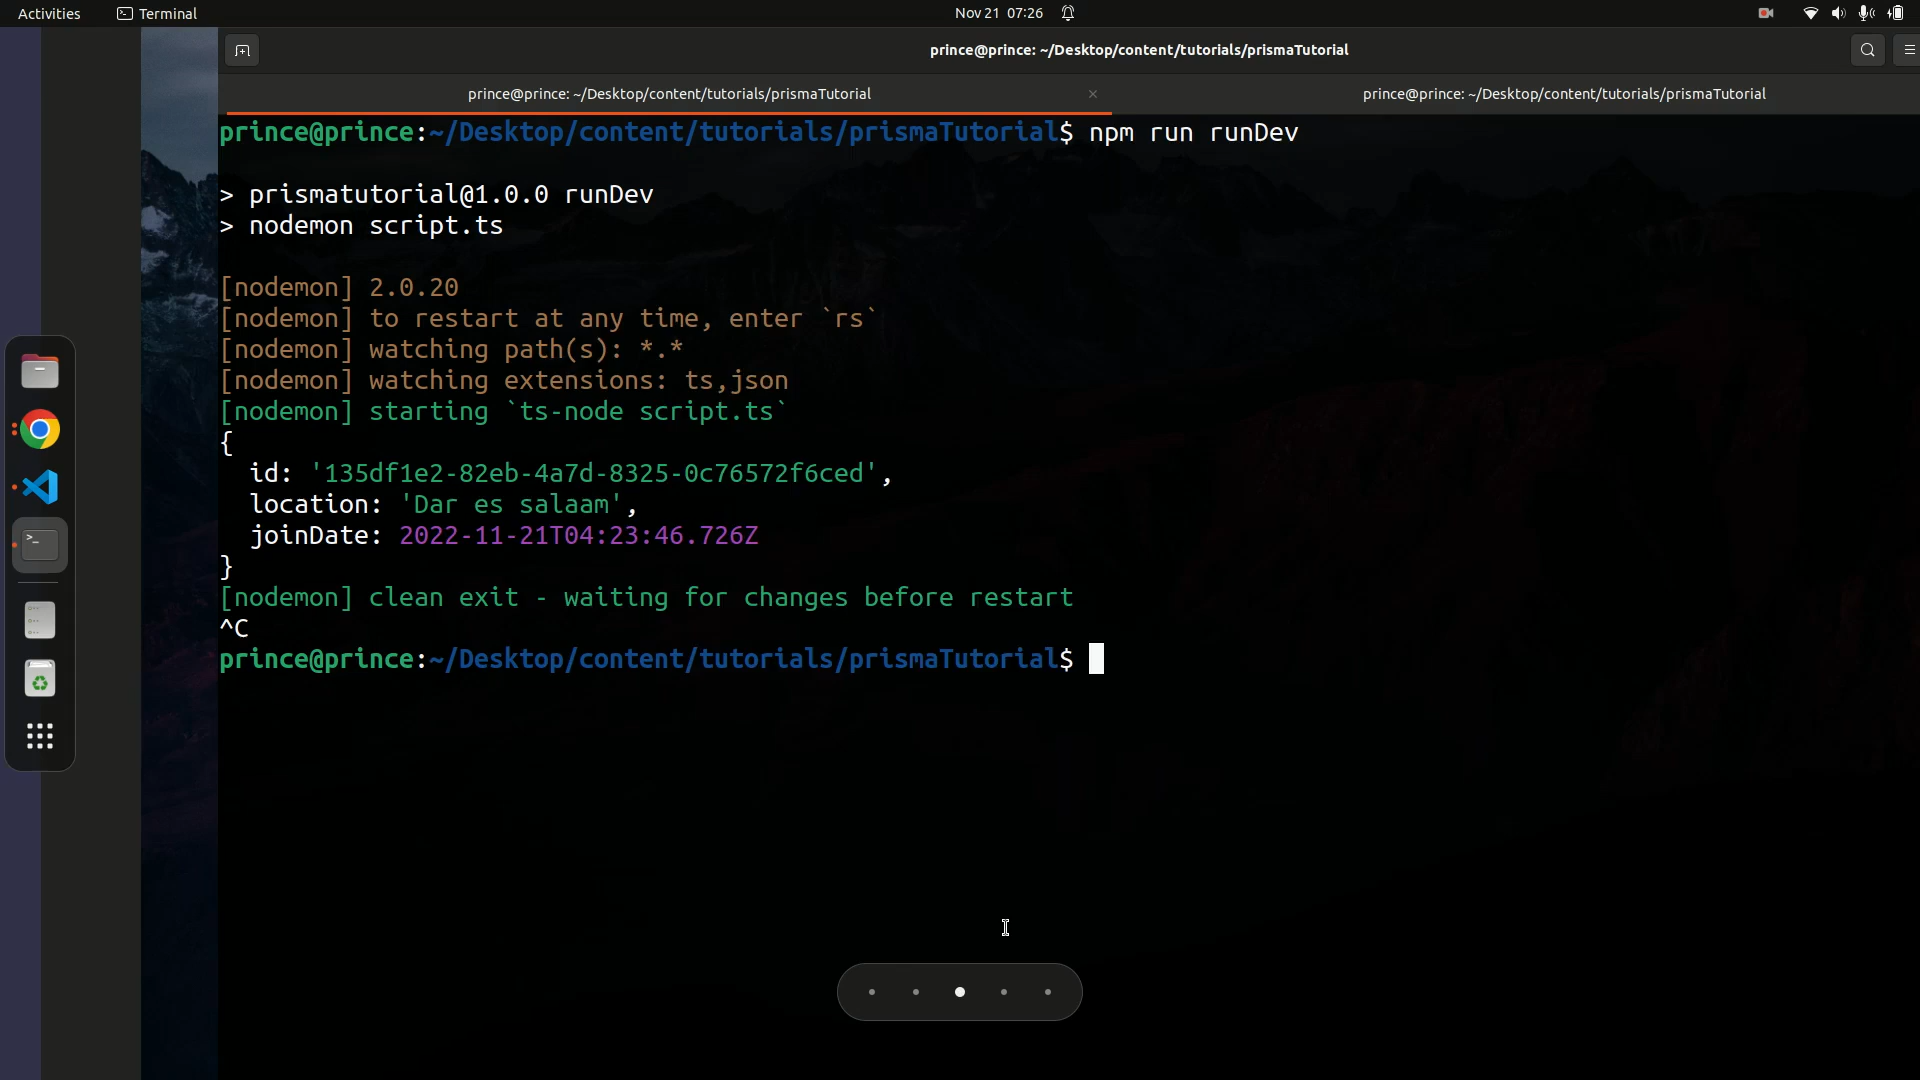 Activities Terminal Nov 21 07:26
prince@prince: ~/Desktop/content/tutorials/prismaTutorial
prince@prince: ~/Desktop/content/tutorials/prismaTutorial × prince@prince: ~/Desktop/content/tutorials/prismaTutorial
prince@prince:~/Desktop/content/tutorials/prismaTutorial$ npm run runDev
> prismatutorial@1.0.0 runDev
> nodemon script.ts
[nodemon] 2.0.20
[nodemon] to restart at any time, enter `rs`
[nodemon] watching path(s): *.*
[nodemon] watching extensions: ts,json
[nodemon] starting `ts-node script.ts`
{
  id: '135df1e2-82eb-4a7d-8325-0c76572f6ced',
  location: 'Dar es salaam',
  joinDate: 2022-11-21T04:23:46.726Z
}
[nodemon] clean exit - waiting for changes before restart
^C
prince@prince:~/Desktop/content/tutorials/prismaTutorial$